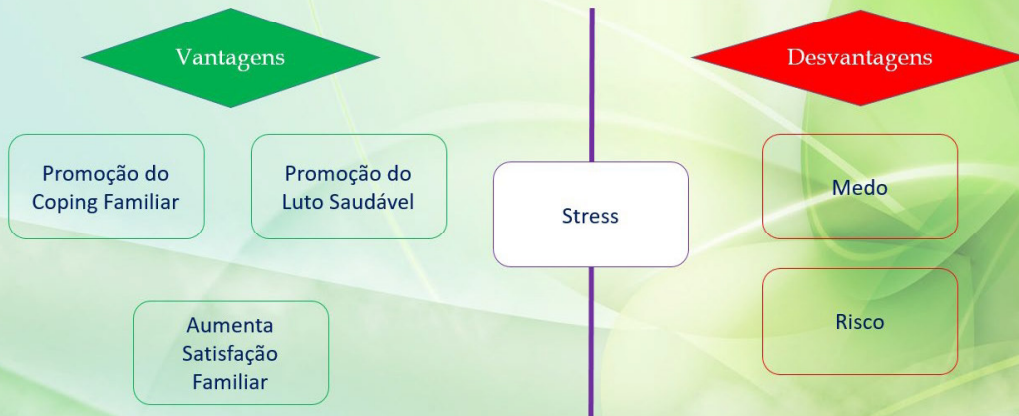 Vantagens
Desvantagens
Promoção do
Coping Familiar
Promoção do
Luto Saudável
Stress
Medo
Aumenta
Satisfação
Familiar
Risco